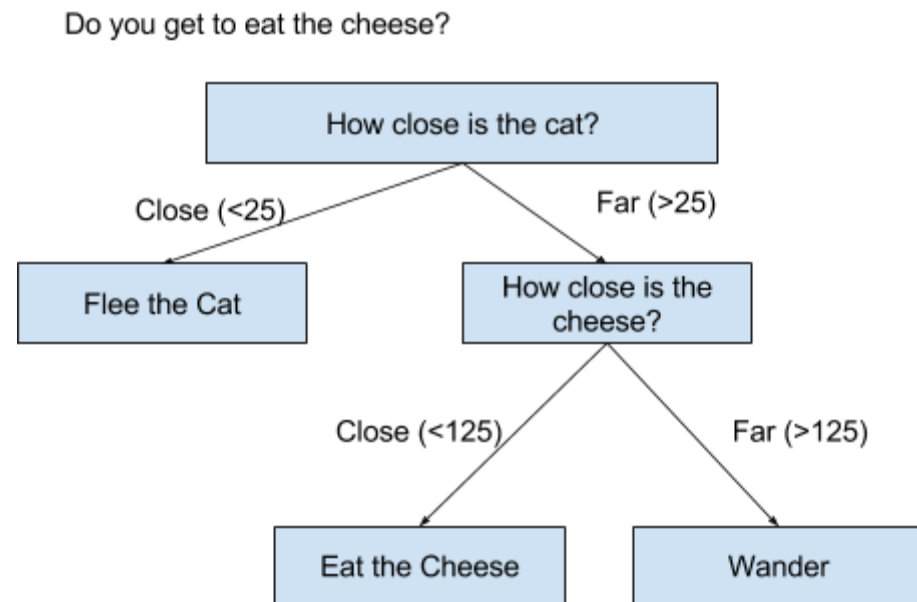 Do you get to eat the cheese?
How close is the cat?
Close (<25)
Far (>25)
Flee the Cat
How close is the
cheese?
Close (<125)
Far (>125)
Eat the Cheese
Wander